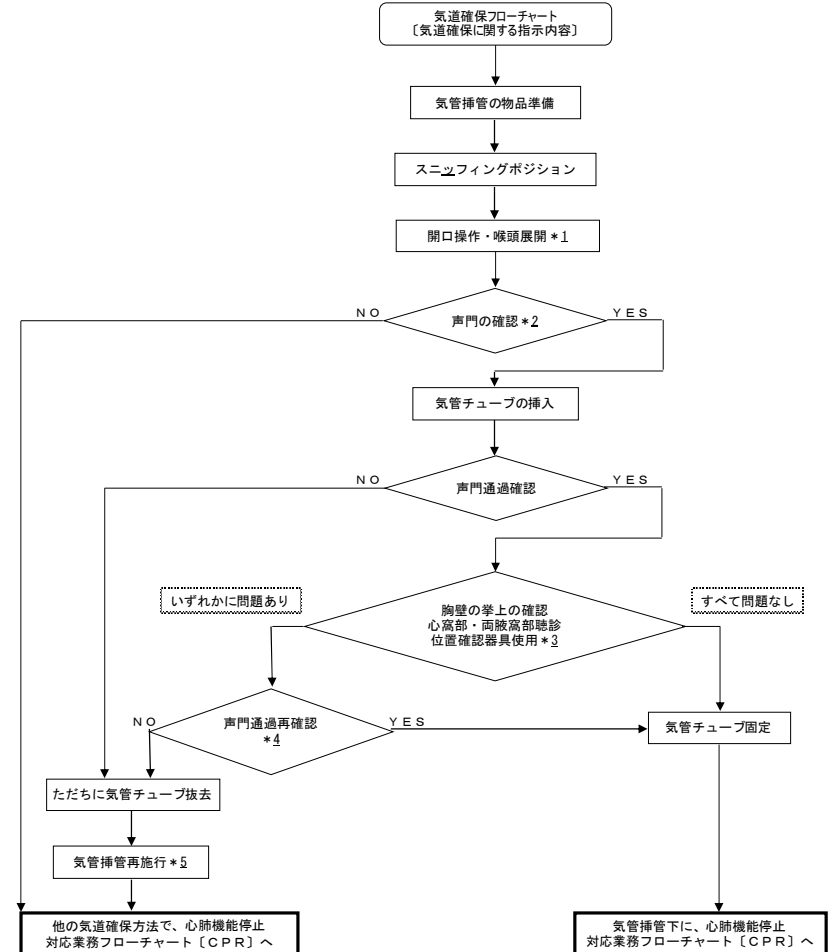 気道確保フローチャート
〔気道確保に関する指示内容〕
気管挿管の物品準備
スニッフィングポジション
開口操作・喉頭展開＊1
NO
声門の確認＊2
YES
気管チューブの挿入
NO
声門通過確認
YES
いずれかに問題あり
胸壁の挙上の確認
心窩部・両腋窩部聴診
位置確認器具使用＊3
すべて問題なし
NO
声門通過再確認
＊4
YES
気管チューブ固定
ただちに気管チューブ抜去
気管挿管再施行＊5
他の気道確保方法で、心肺機能停止
対応業務フローチャート〔ＣＰＲ〕へ
気管挿管下に、心肺機能停止
対応業務フローチャート〔ＣＰＲ〕へ